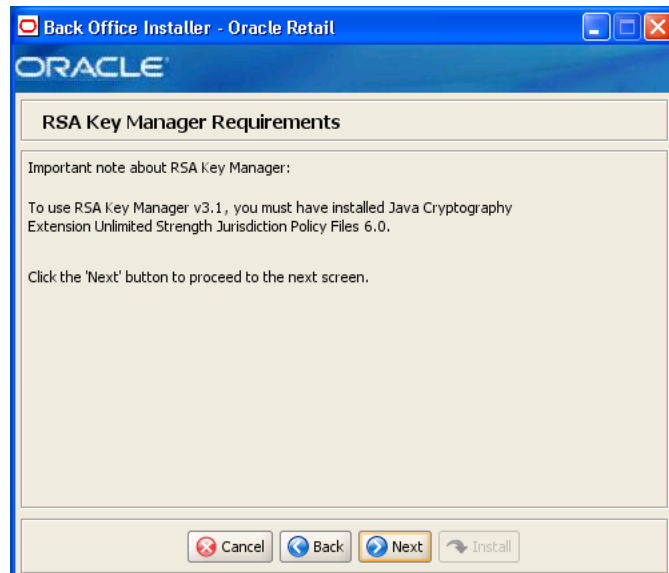 Back Office Installer - Oracle Retail
ORACLE
RSA Key Manager Requirements
Important note about RSA Key Manager:
To use RSA Key Manager v3.1, you must have installed Java Cryptography
Extension Unlimited Strength Jurisdiction Policy Files 6.0.
Click the 'Next' button to proceed to the next screen.
Cancel Back Next Install